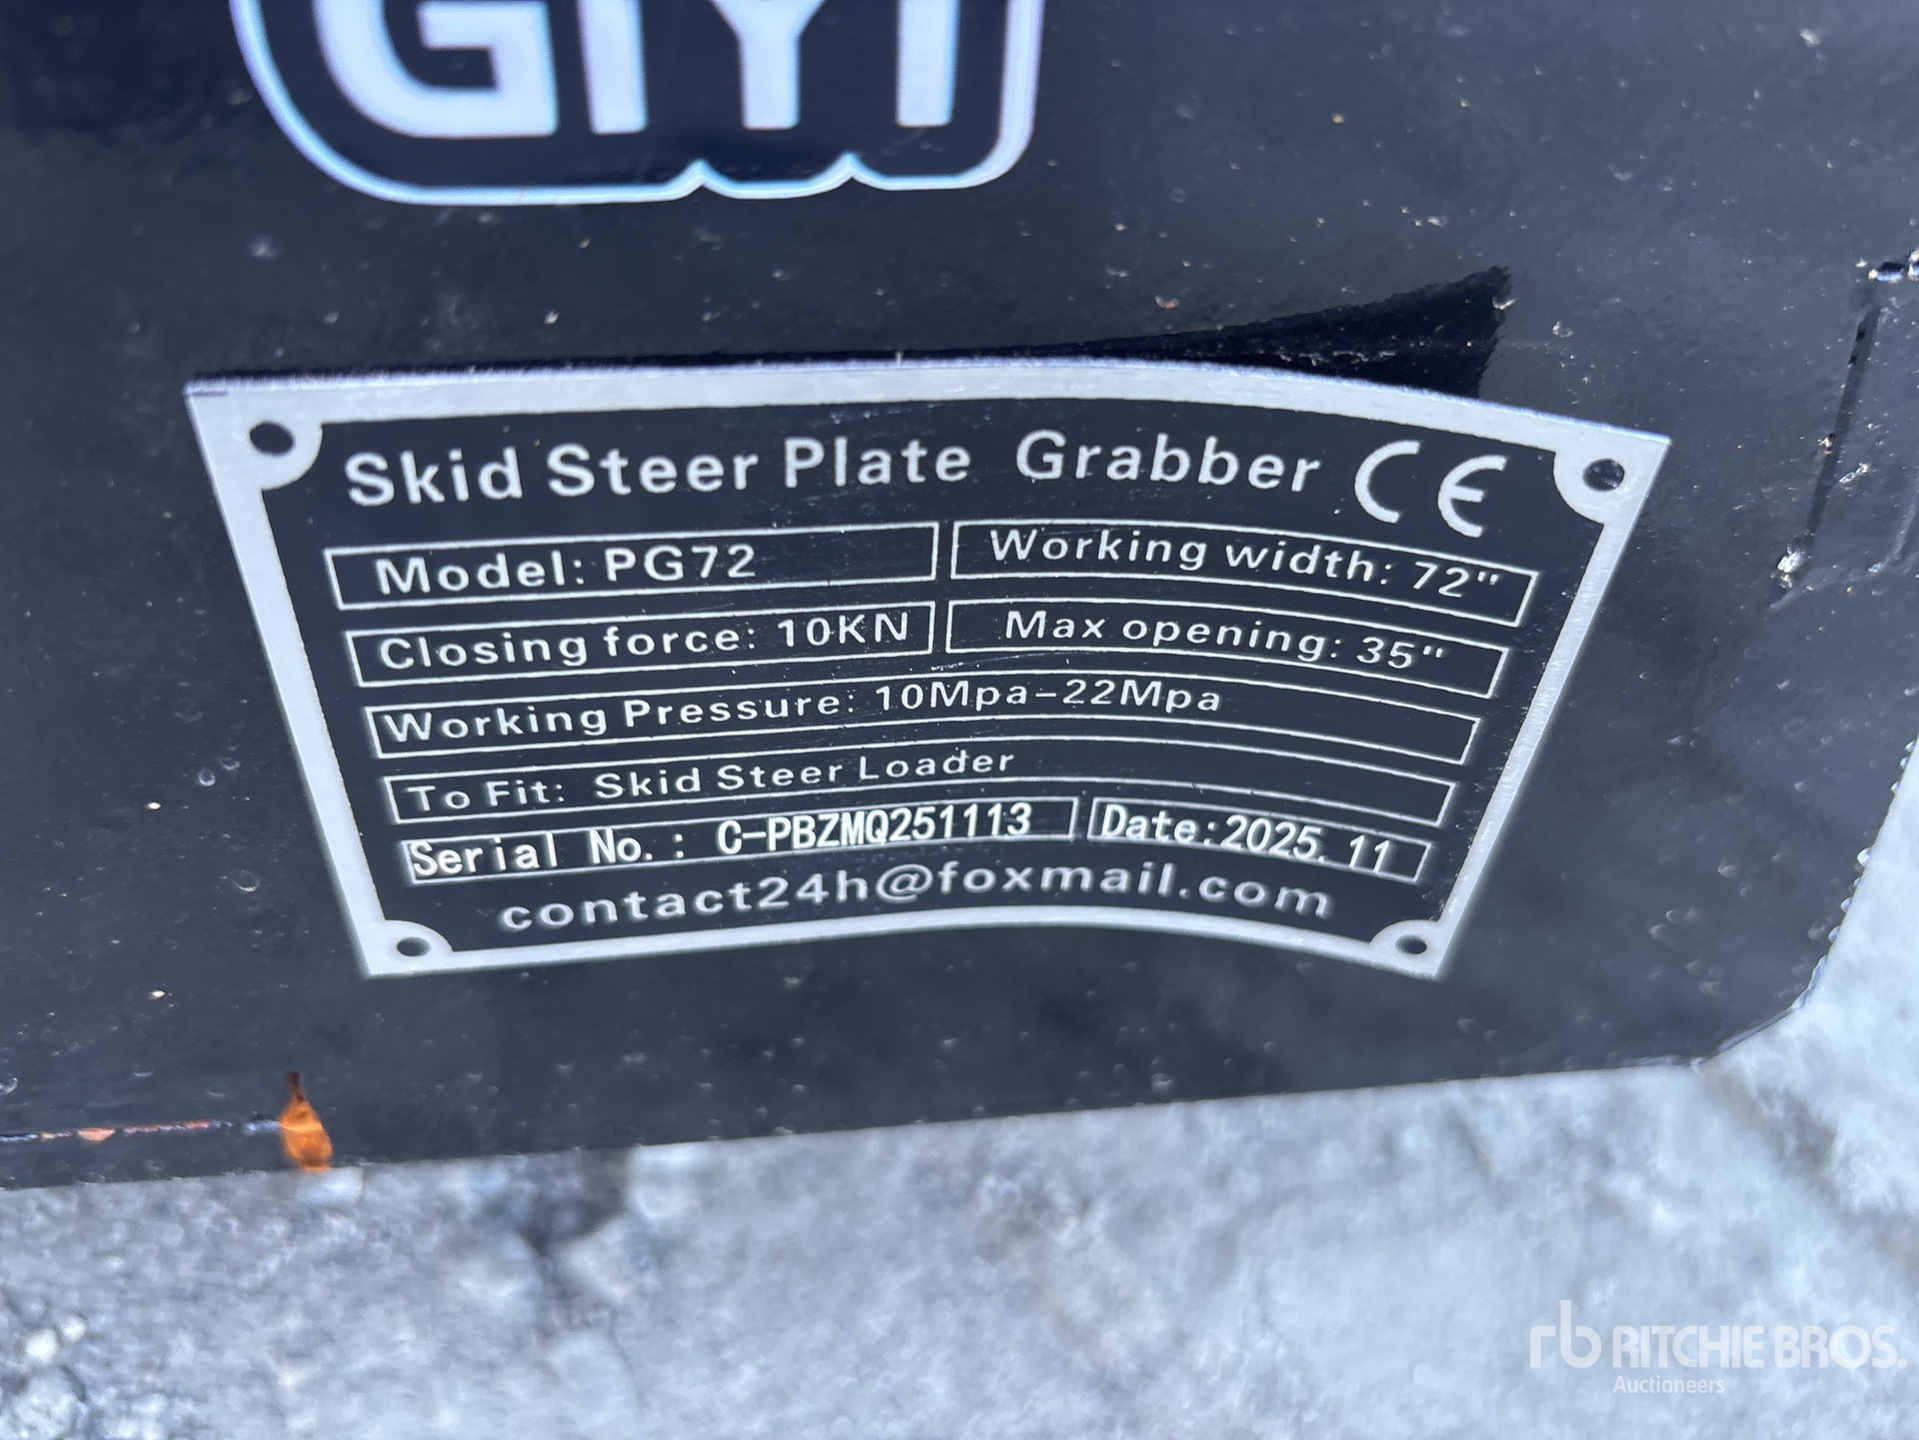 GIYI
Skid Steer Plate Grabber CE
Model: PG72 Working width: 72"
Closing force: 10KN Max opening: 35"
Working Pressure: 10Mpa-22Mpa
To Fit: Skid Steer Loader
Serial No.: C-PBZMQ251113 Date:2025.11
contact24h@foxmail.com
rb RITCHIE BROS.
Auctioneers